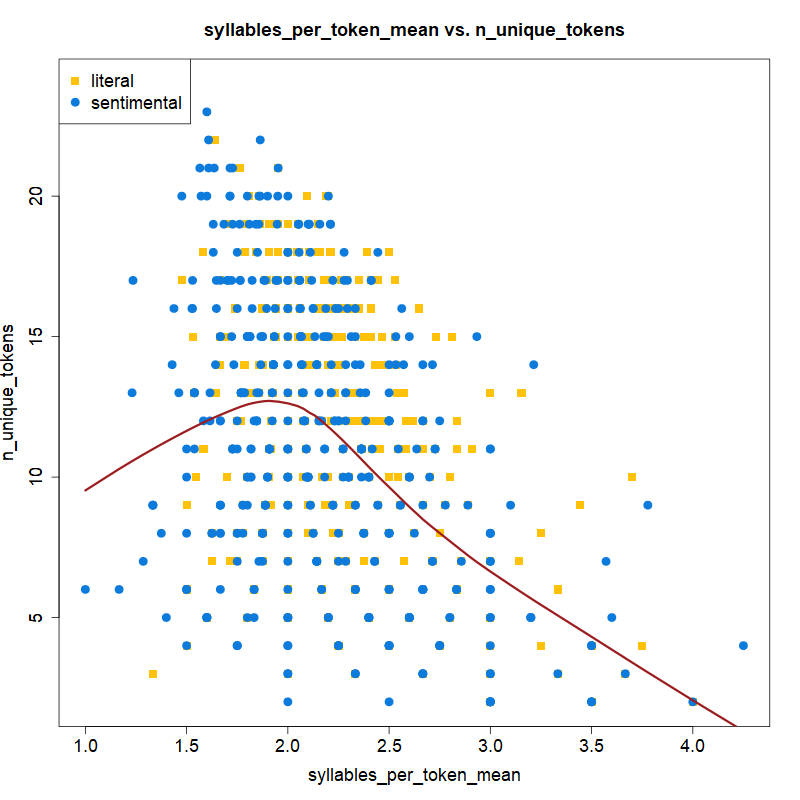 syllables_per_token_mean vs. n_unique_tokens
literal
sentimental
n_unique_tokens
20
15
10
5
1.0 1.5 2.0 2.5 3.0 3.5 4.0
syllables_per_token_mean